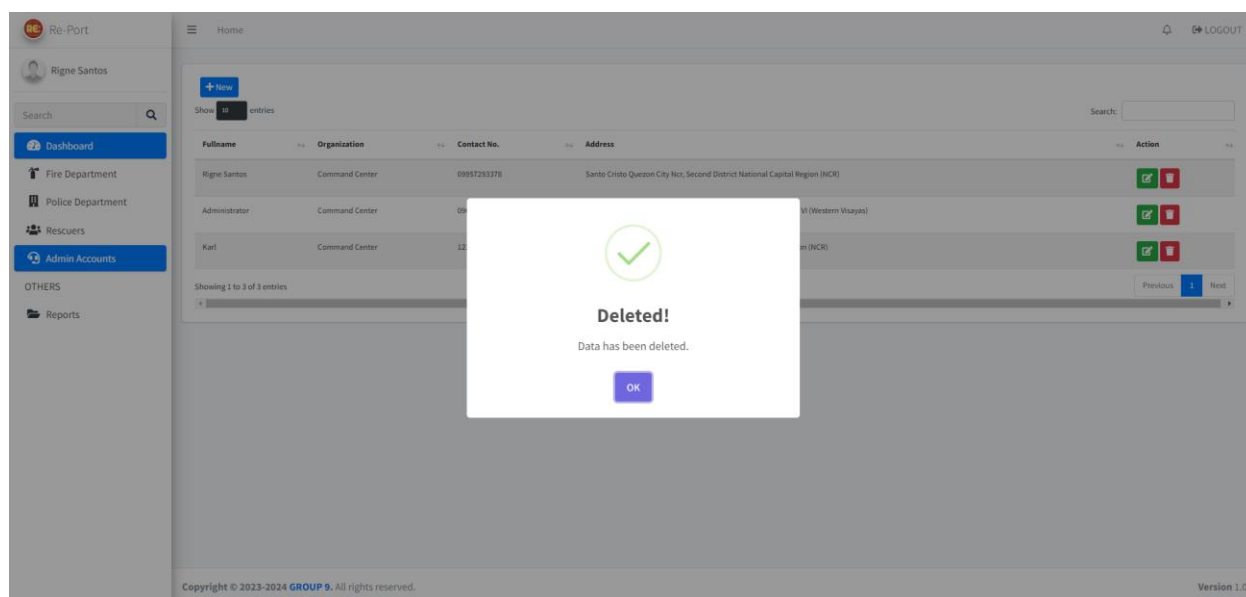 RE-
Re-Port
Home
LOGOUT
Rigne Santos
Search
Dashboard
Fire Department
Police Department
Rescuers
Admin Accounts
OTHERS
Reports
+ New
Show 10 entries
Search:
Fullname Organization Contact No. Address Action
Rigne Santos Command Center 09957293378 Santo Cristo Quezon City Ncr, Second District National Capital Region (NCR)
Administrator Command Center 09 VI (Western Visayas)
Karl Command Center 12 (NCR)
Showing 1 to 3 of 3 entries
Previous 1 Next
Deleted!
Data has been deleted.
OK
Copyright © 2023-2024 GROUP 9. All rights reserved.
Version 1.0